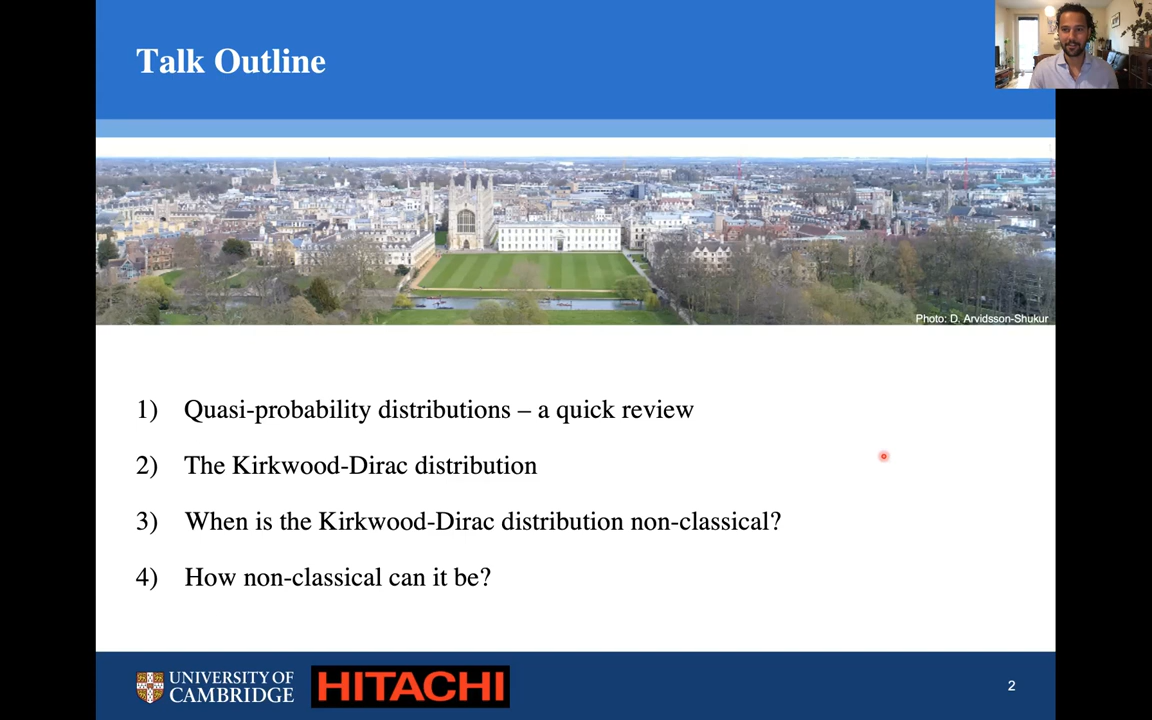 Talk Outline
Photo: D. Arvidsson-Shukur
1) Quasi-probability distributions – a quick review
2) The Kirkwood-Dirac distribution
3) When is the Kirkwood-Dirac distribution non-classical?
4) How non-classical can it be?
UNIVERSITY OF
CAMBRIDGE
HITACHI
2